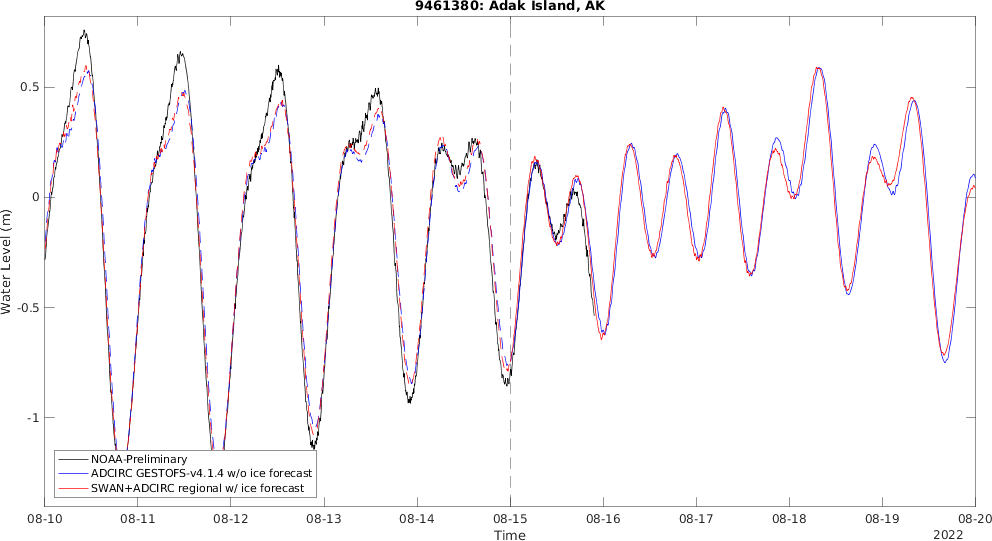 9461380: Adak Island, AK
Water Level (m)
0.5
0
-0.5
-1
NOAA-Preliminary
ADCIRC GESTOFS-v4.1.4 w/o ice forecast
SWAN+ADCIRC regional w/ ice forecast
08-10 08-11 08-12 08-13 08-14 08-15 08-16 08-17 08-18 08-19 08-20
Time
2022